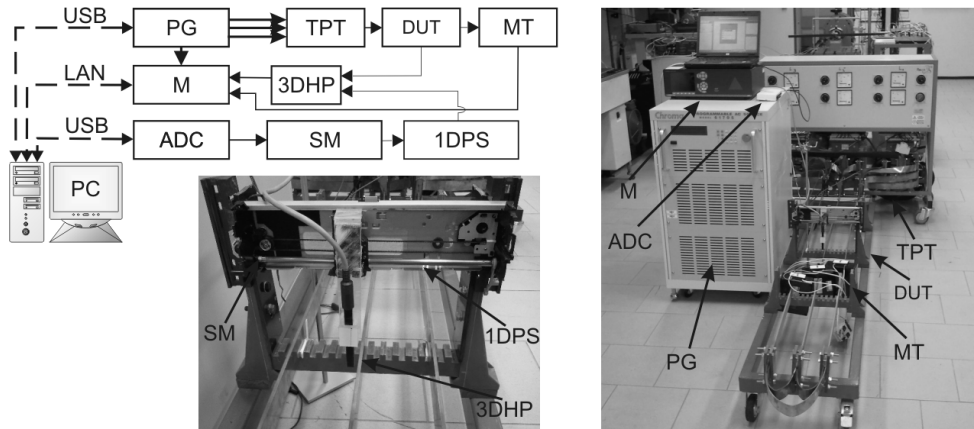 USB
PG
TPT
DUT
MT
LAN
M
3DHP
USB
ADC
SM
1DPS
PC
SM
1DPS
3DHP
Chroma
M
ADC
PG
TPT
DUT
MT